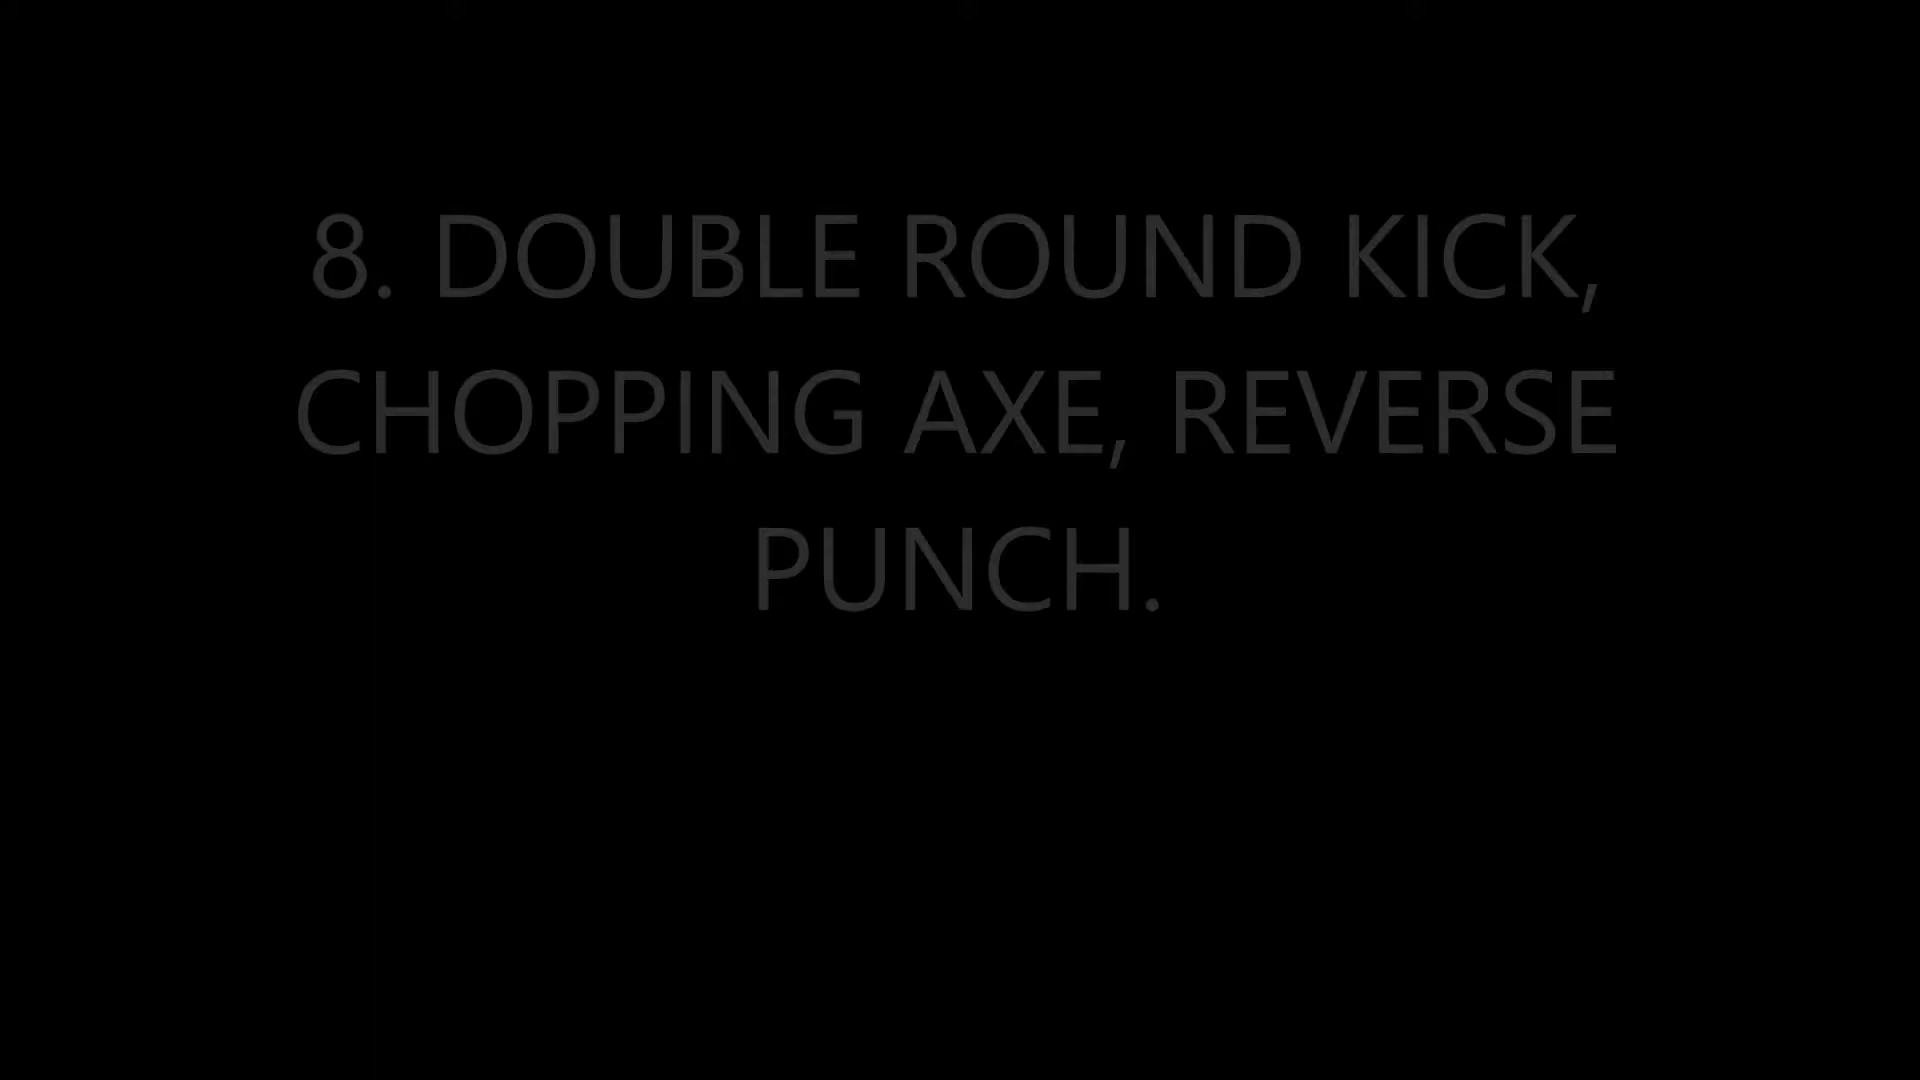 8. DOUBLE ROUND KICK,
CHOPPING AXE, REVERSE
PUNCH.